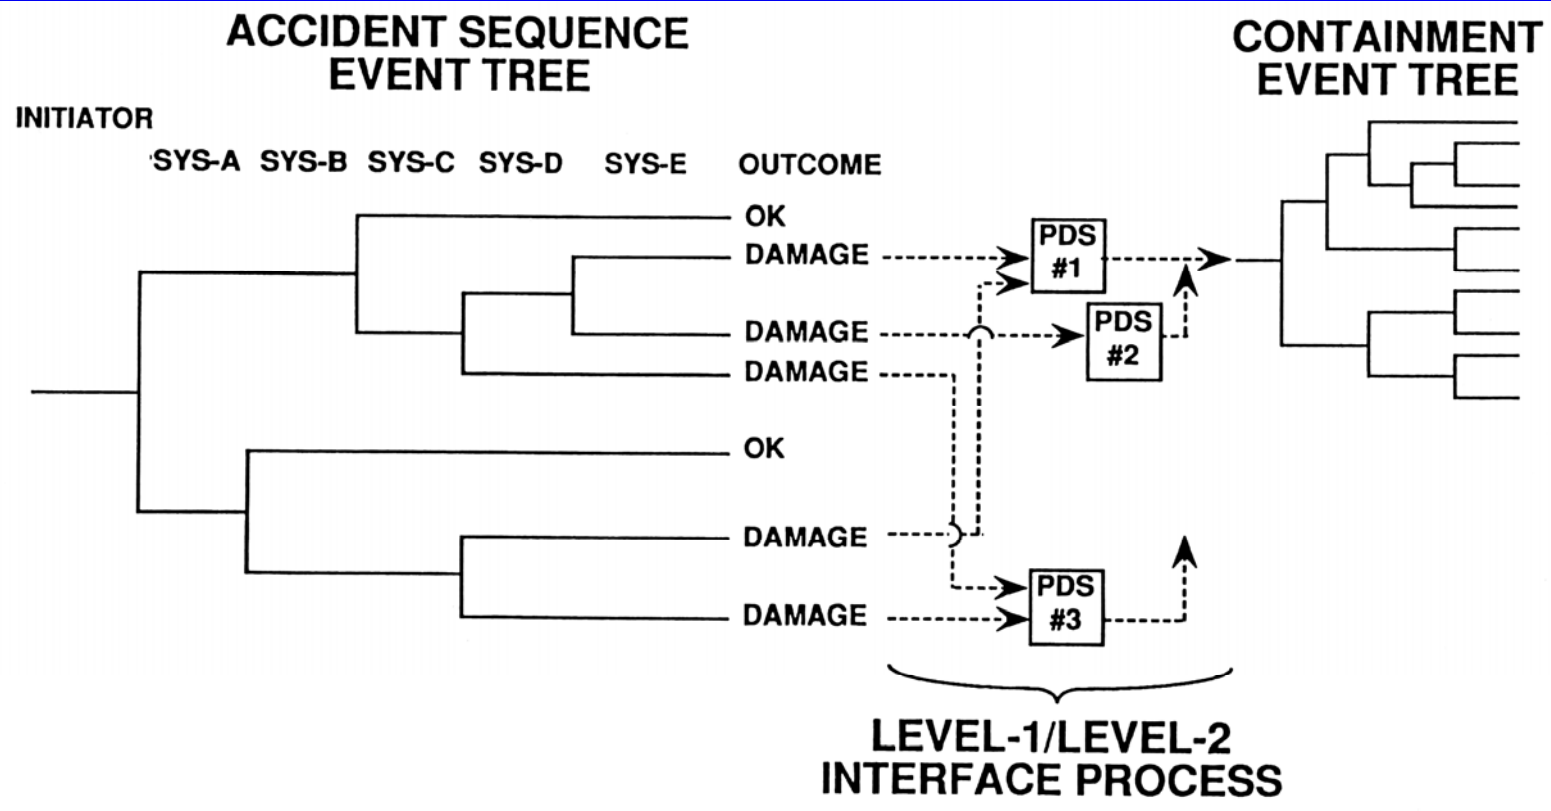 ACCIDENT SEQUENCE
EVENT TREE
CONTAINMENT
EVENT TREE
INITIATOR
SYS-A SYS-B SYS-C SYS-D SYS-E OUTCOME
OK
DAMAGE
DAMAGE
DAMAGE
OK
DAMAGE
DAMAGE
PDS
#1
PDS
#2
PDS
#3
LEVEL-1/LEVEL-2
INTERFACE PROCESS